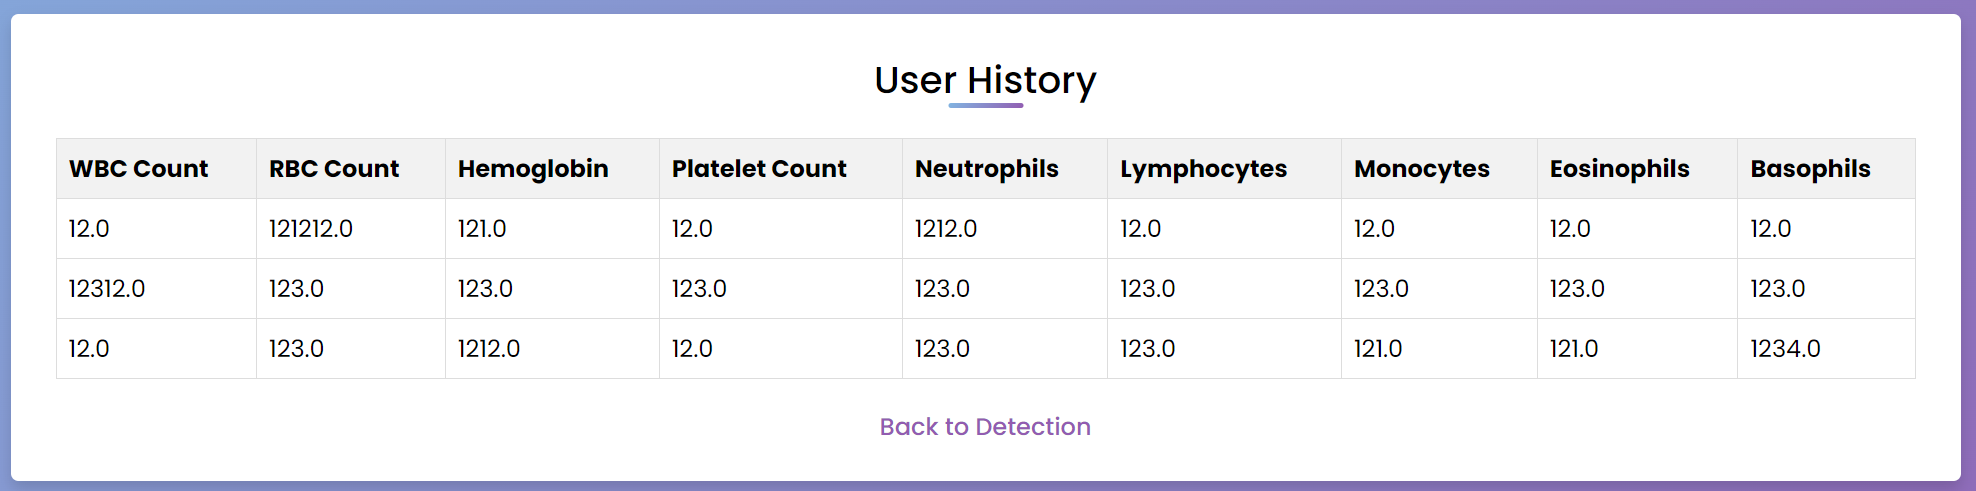 User History
WBC Count RBC Count Hemoglobin Platelet Count Neutrophils Lymphocytes Monocytes Eosinophils Basophils
12.0 121212.0 121.0 12.0 1212.0 12.0 12.0 12.0 12.0
12312.0 123.0 123.0 123.0 123.0 123.0 123.0 123.0 123.0
12.0 123.0 1212.0 12.0 123.0 123.0 121.0 121.0 1234.0
Back to Detection